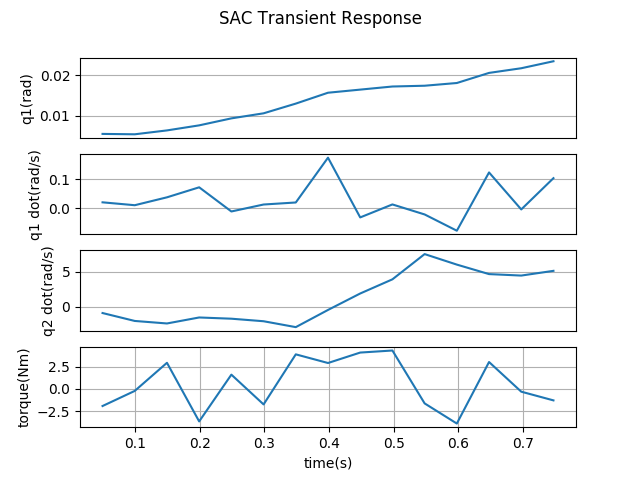 SAC Transient Response
q1(rad)
0.02
0.01
q1 dot(rad/s)
0.1
0.0
q2 dot(rad/s)
5
0
torque(Nm)
2.5
0.0
−2.5
0.1 0.2 0.3 0.4 0.5 0.6 0.7
time(s)